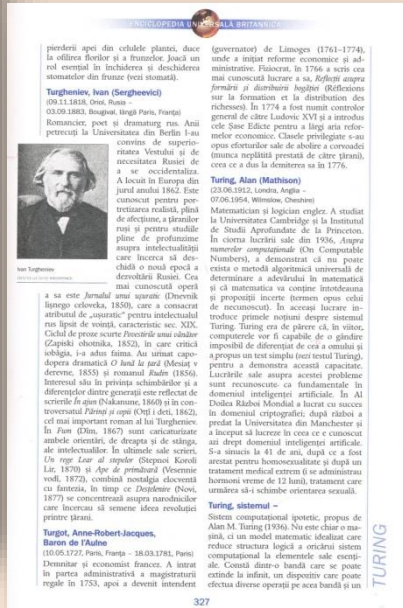 ENCICLOPEDIA UNIVERSALĂ BRITANNICA
pierderii apei din celulele plantei, duce
la ofilirea florilor și a frunzelor. Joacă un
rol esențial în închiderea și deschiderea
stomatelor din frunze (vezi stomată).
Turgheniev, Ivan (Sergheevici)
(09.11.1818, Oriol, Rusia –
03.09.1883, Bougival, lângă Paris, Franța)
Romancier, poet și dramaturg rus. Anii
petrecuți la Universitatea din Berlin l-au
convins de superio-
ritatea Vestului și de
necesitatea Rusiei de
a se occidentaliza.
A locuit în Europa din
jurul anului 1862. Este
cunoscut pentru por-
tretizarea realistă, plină
de afecțiune, a țăranilor
ruși și pentru studiile
pline de profunzime
asupra intelectualității
care încerca să des-
chidă o nouă epocă a
dezvoltării Rusiei. Cea
mai cunoscută operă
Ivan Turgheniev
a sa este Jurnalul unui ușuratic (Dnevnik
lișnego celoveka, 1850), care a consacrat
atributul de „ușuratic” pentru intelectualul
rus lipsit de voință, caracteristic sec. XIX.
Ciclul de proze scurte Povestirile unui vânător
(Zapiski ohotnika, 1852), în care critică
iobăgia, i-a adus faima. Au urmat capo-
dopera dramatică O lună la țară (Mesiaț v
derevne, 1855) și romanul Rudin (1856).
Interesul său în privința schimbărilor și a
diferențelor dintre generații este reflectat de
scrierile În ajun (Nakanune, 1860) și în con-
troversatul Părinți și copii (Oțî i deti, 1862),
cel mai important roman al lui Turgheniev.
În Fum (Dîm, 1867) sunt caricaturizate
ambele orientări, de dreapta și de stânga,
ale intelectualilor. În ultimele sale scrieri,
Un rege Lear al stepelor (Stepnoi Koroli
Lir, 1870) și Ape de primăvară (Vesennie
vodî, 1872), combină nostalgia elocventă
cu fantezia, în timp ce Desțelenire (Novi,
1877) se concentrează asupra narodnicilor
care încercau să semene ideea revoluției
printre țărani.
Turgot, Anne-Robert-Jacques,
Baron de l'Aulne
(10.05.1727, Paris, Franța – 18.03.1781, Paris)
Demnitar și economist francez. A intrat
în partea administrativă a magistraturii
regale în 1753, apoi a devenit intendent
(guvernator) de Limoges (1761–1774),
unde a inițiat reforme economice și ad-
ministrative. Fiziocrat, în 1766 a scris cea
mai cunoscută lucrare a sa, Reflecții asupra
formării și distribuirii bogăției (Réflexions
sur la formation et la distribution des
richesses). În 1774 a fost numit controlor
general de către Ludovic XVI și a introdus
cele Șase Edicte pentru a lărgi aria refor-
melor economice. Clasele privilegiate s-au
opus eforturilor sale de abolire a corvoadei
(munca neplătită prestată de către țărani),
ceea ce a dus la demiterea sa în 1776.
Turing, Alan (Mathison)
(23.06.1912, Londra, Anglia –
07.06.1954, Wilmslow, Cheshire)
Matematician și logician englez. A studiat
la Universitatea Cambridge și la Institutul
de Studii Aprofundate de la Princeton.
În ciorna lucrării sale din 1936, Asupra
numerelor computaționale (On Computable
Numbers), a demonstrat că nu poate
exista o metodă algoritmică universală de
determinare a adevărului în matematică
și că matematica va conține întotdeauna
și propoziții incerte (termen opus celui
de necunoscut). În aceeași lucrare in-
troduce primele noțiuni despre sistemul
Turing. Turing era de părere că, în viitor,
computerele vor fi capabile de o gândire
imposibil de diferențiat de cea a omului și
a propus un test simplu (vezi testul Turing),
pentru a demonstra această capacitate.
Lucrările sale asupra acestei probleme
sunt recunoscute ca fundamentale în
domeniul inteligenței artificiale. În Al
Doilea Război Mondial a lucrat cu succes
în domeniul criptografiei; după război a
predat la Universitatea din Manchester și
a început să lucreze în ceea ce e cunoscut
azi drept domeniul inteligenței artificiale.
S-a sinucis la 41 de ani, după ce a fost
arestat pentru homosexualitate și după un
tratament medical extrem (i se administrau
hormoni vreme de 12 luni), tratament care
urmărea să-i schimbe orientarea sexuală.
Turing, sistemul –
Sistem computațional ipotetic, propus de
Alan M. Turing (1936). Nu este chiar o ma-
șină, ci un model matematic idealizat care
reduce structura logică a oricărui sistem
computațional la elementele sale esenți-
ale. Constă dintr-o bandă care se poate
extinde la infinit, un dispozitiv care poate
efectua diverse operații pe acea bandă și un
TURING
327